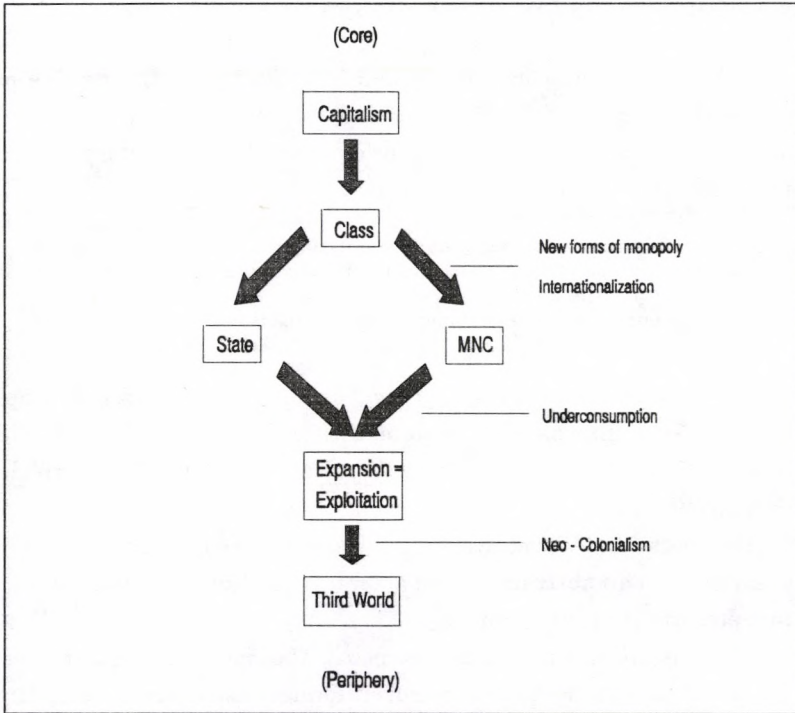 (Core)
Capitalism
Class
New forms of monopoly
Internationalization
State
MNC
Underconsumption
Expansion =
Exploitation
Neo - Colonialism
Third World
(Periphery)